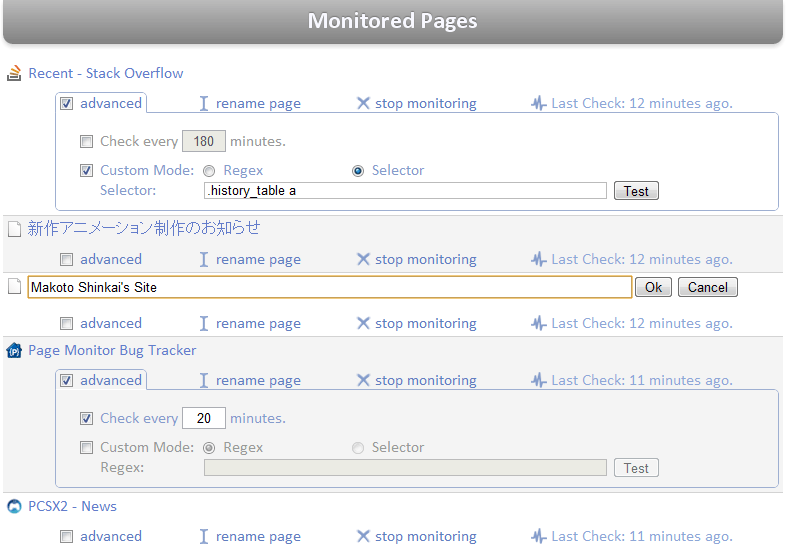 Monitored Pages
Recent - Stack Overflow
advanced rename page stop monitoring Last Check: 12 minutes ago.
Check every 180 minutes.
Custom Mode: Regex Selector
Selector: .history_table a Test
新作アニメーション制作のお知らせ
advanced rename page stop monitoring Last Check: 12 minutes ago.
Makoto Shinkai's Site Ok Cancel
advanced rename page stop monitoring Last Check: 12 minutes ago.
Page Monitor Bug Tracker
advanced rename page stop monitoring Last Check: 11 minutes ago.
Check every 20 minutes.
Custom Mode: Regex Selector
Regex: Test
PCSX2 - News
advanced rename page stop monitoring Last Check: 11 minutes ago.